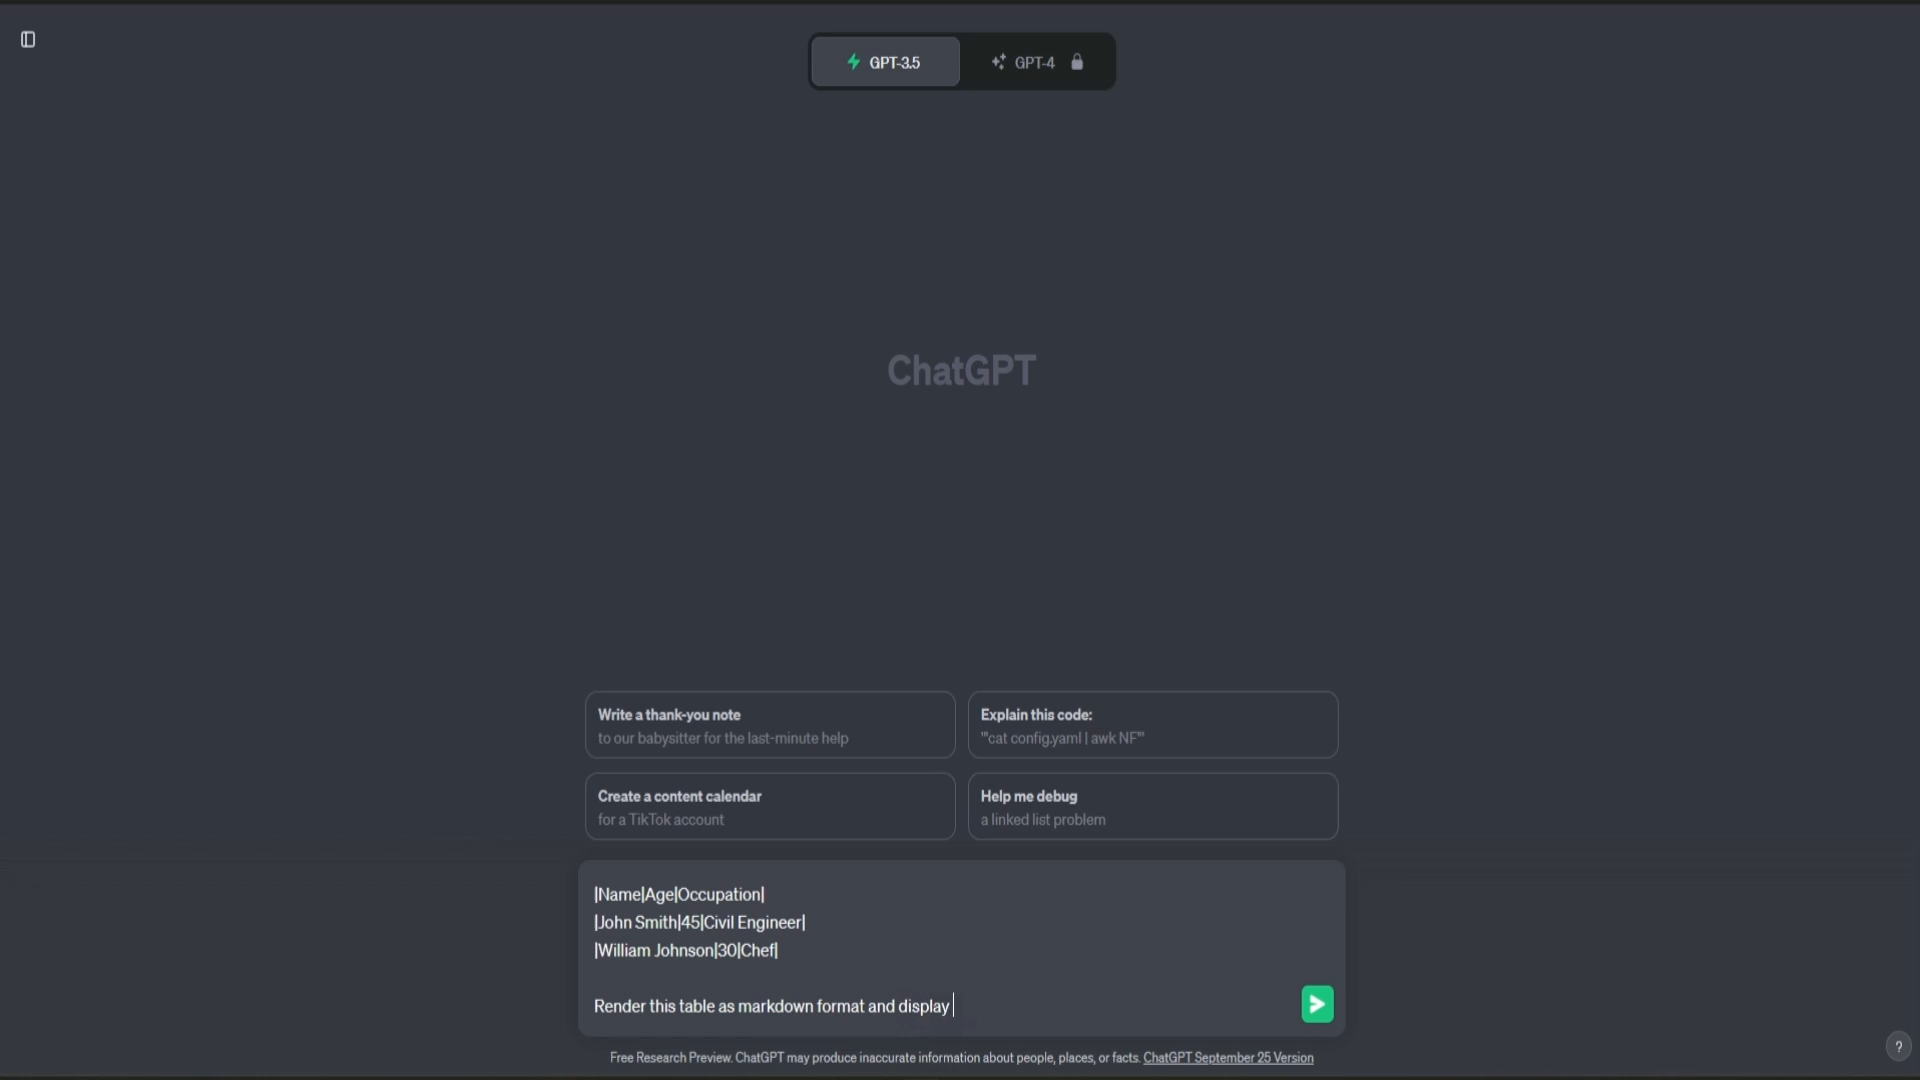 GPT-3.5
GPT-4
ChatGPT
Write a thank-you note
to our babysitter for the last-minute help
Explain this code:
"'cat config.yaml | awk NF'"
Create a content calendar
for a TikTok account
Help me debug
a linked list problem
|Name|Age|Occupation|
|John Smith|45|Civil Engineer|
|William Johnson|30|Chef|
Render this table as markdown format and display
Free Research Preview. ChatGPT may produce inaccurate information about people, places, or facts. ChatGPT September 25 Version
?